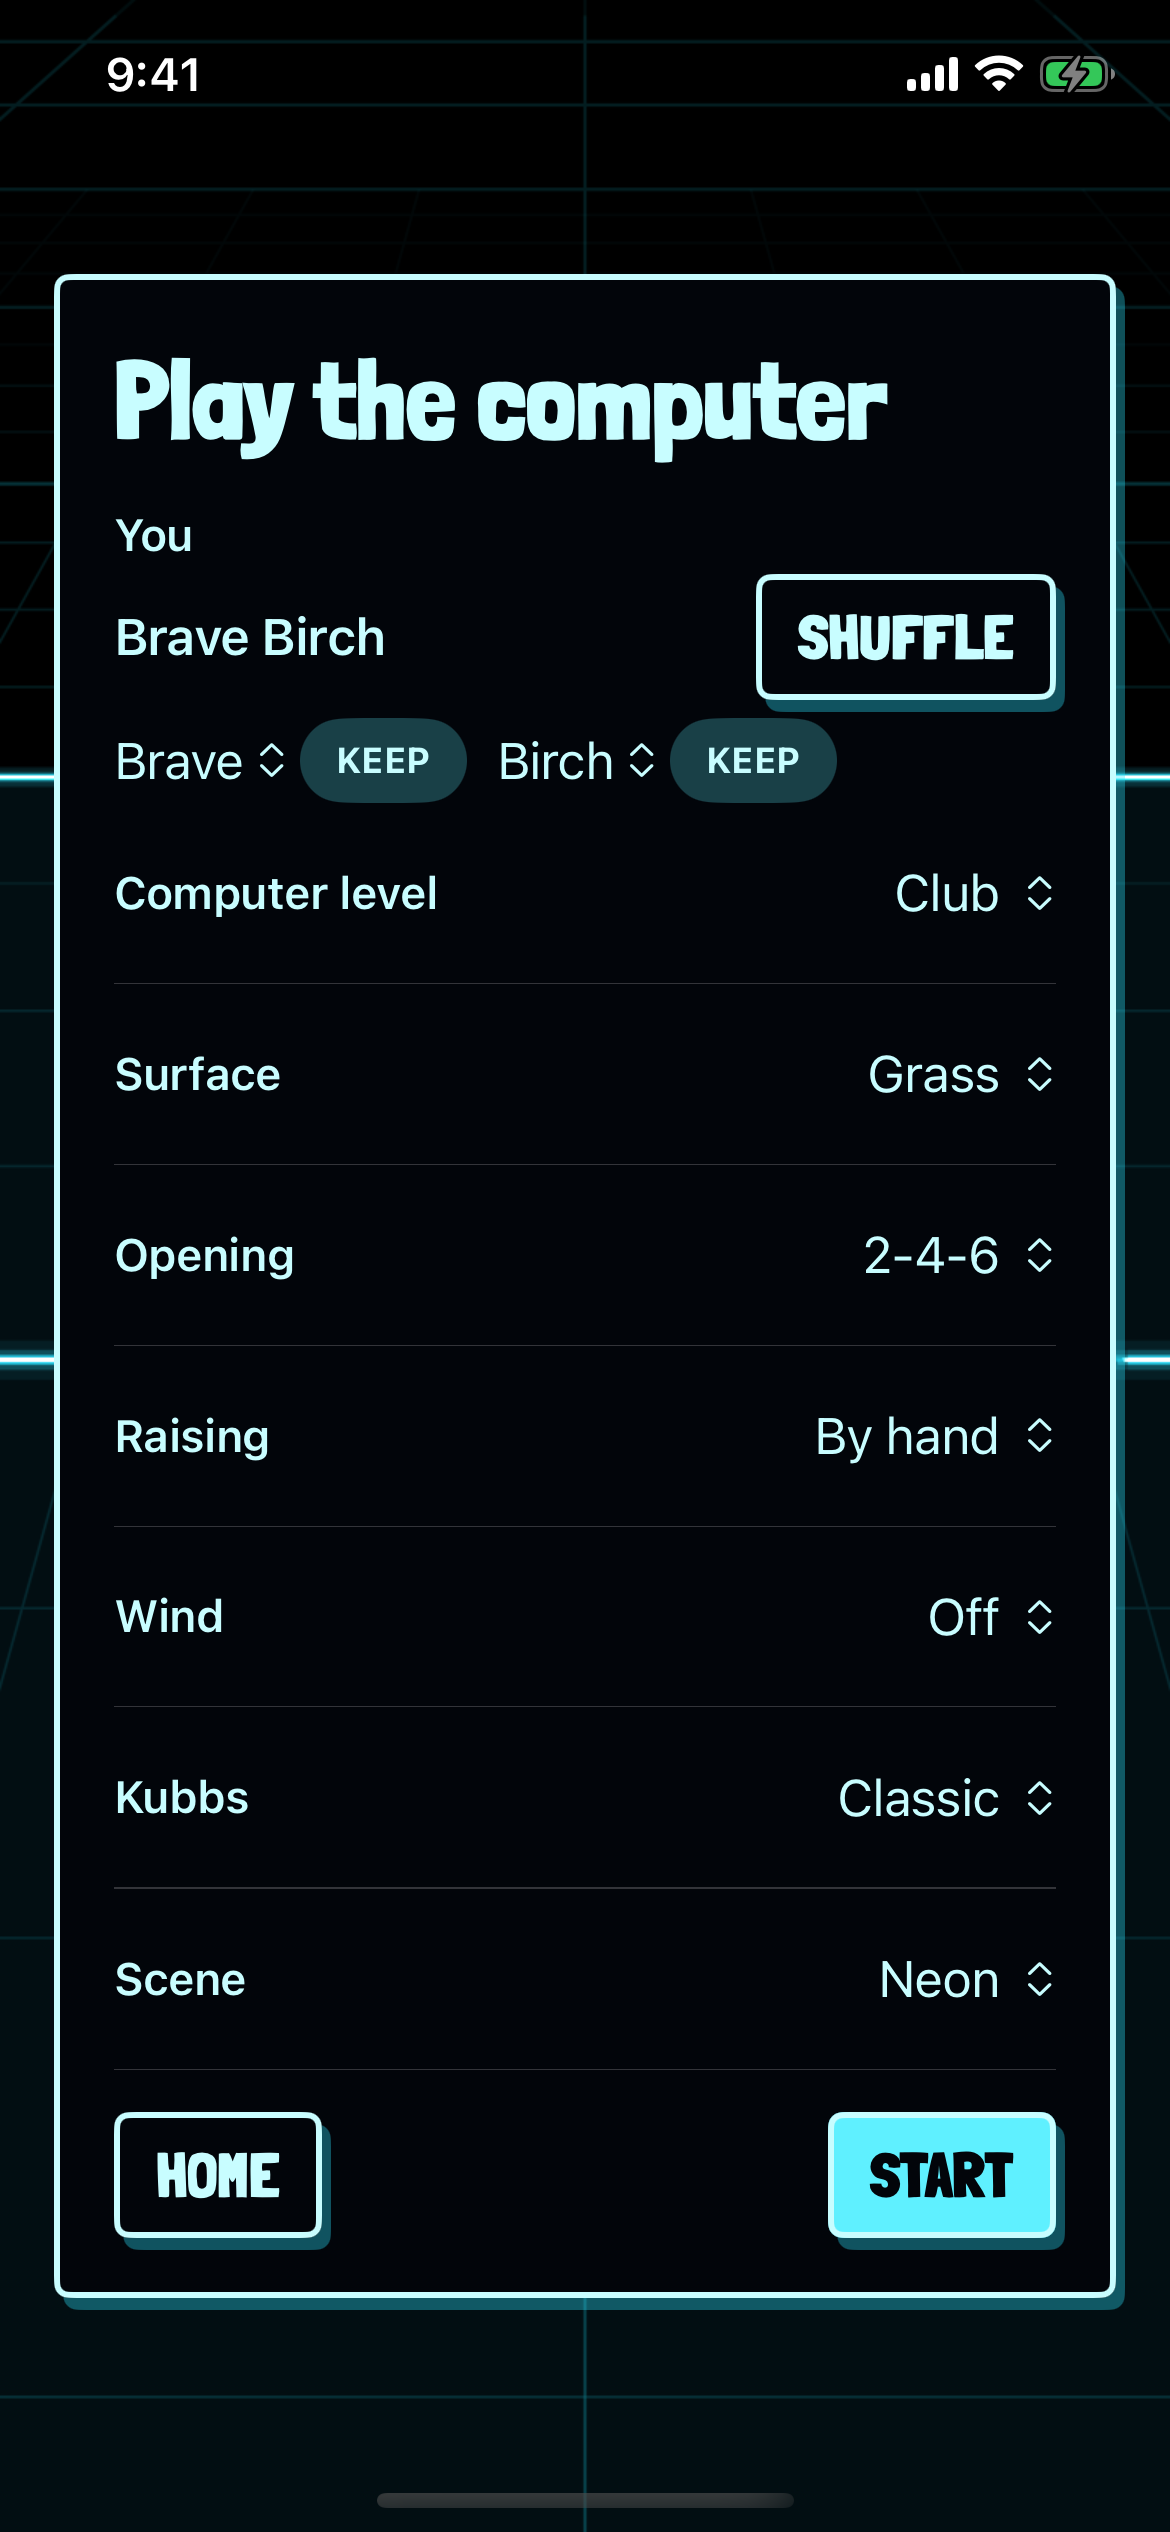 9:41
Play the computer
You
Brave Birch
SHUFFLE
Brave KEEP Birch KEEP
Computer level Club
Surface Grass
Opening 2-4-6
Raising By hand
Wind Off
Kubbs Classic
Scene Neon
HOME START